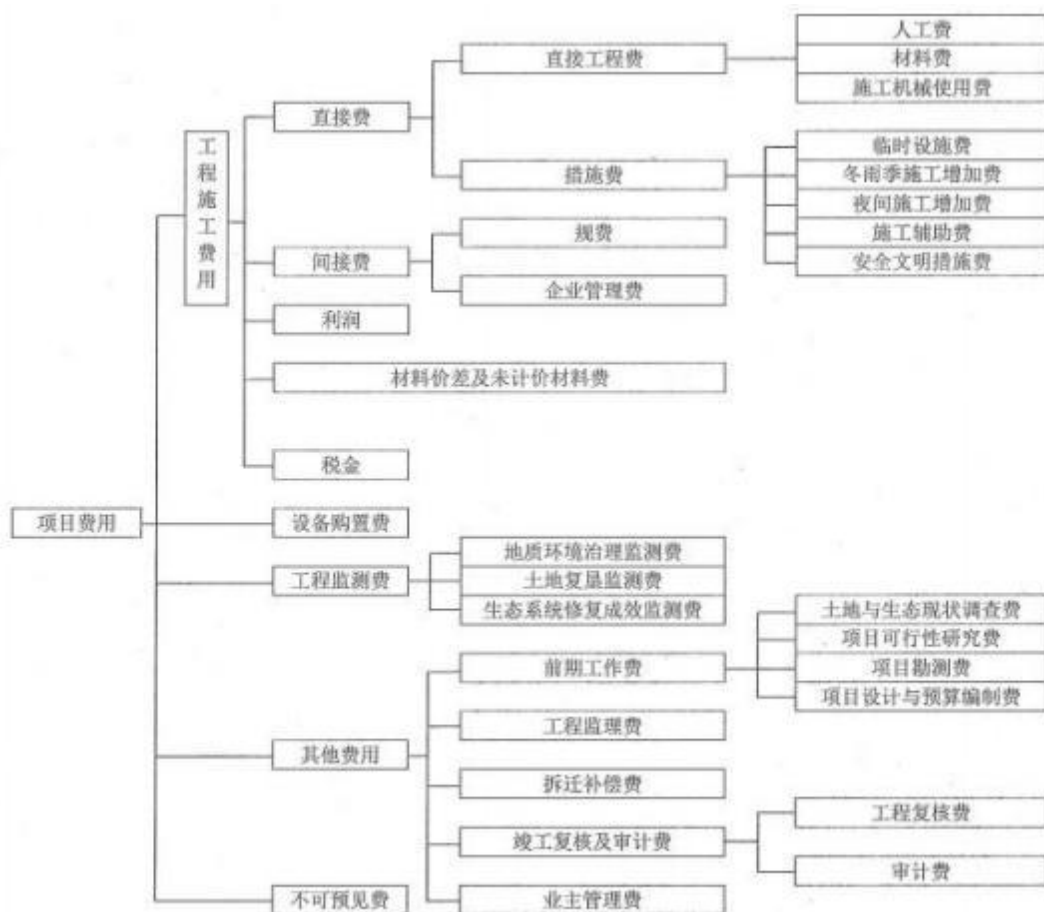 人工费
直接工程费
材料费
施工机械使用费
直接费
工程施工费用
临时设施费
措施费
冬雨季施工增加费
夜间施工增加费
规费
施工辅助费
间接费
安全文明措施费
企业管理费
利润
材料价差及未计价材料费
税金
项目费用
设备购置费
地质环境治理监测费
工程监测费
土地复垦监测费
生态系统修复成效监测费
土地与生态现状调查费
项目可行性研究费
前期工作费
项目勘测费
项目设计与预算编制费
工程监理费
其他费用
拆迁补偿费
工程复核费
竣工复核及审计费
审计费
不可预见费
业主管理费